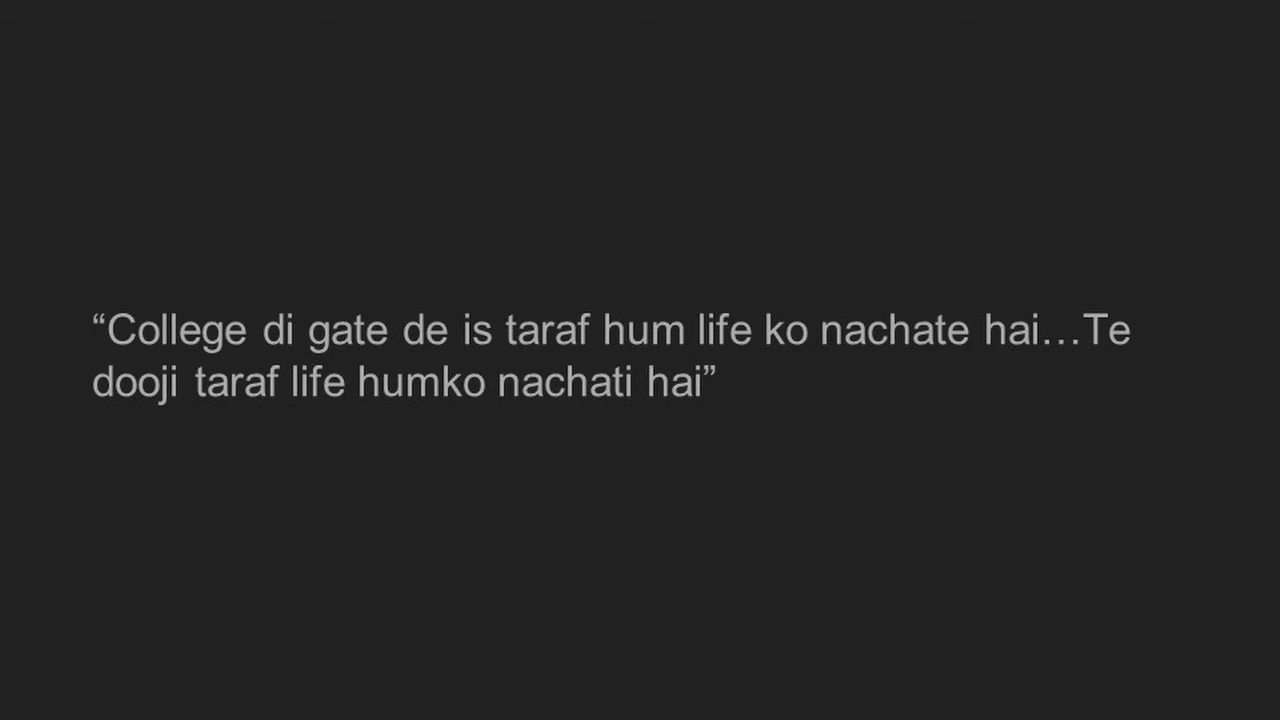 “College di gate de is taraf hum life ko nachate hai…Te
dooji taraf life humko nachati hai”